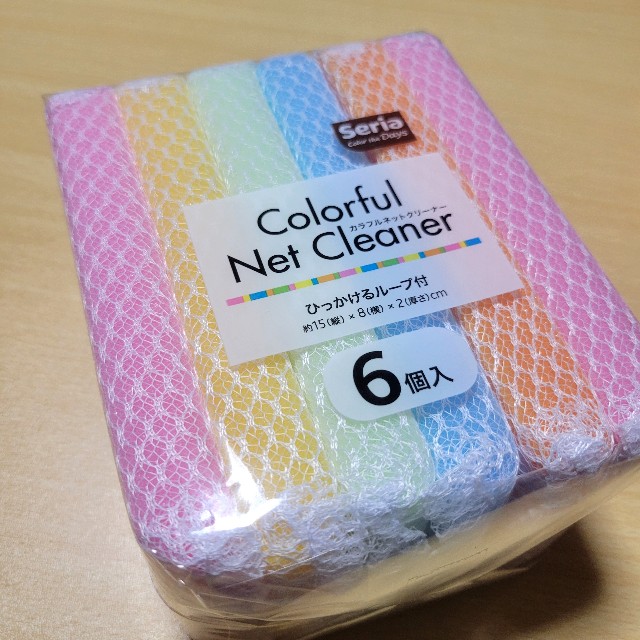 Seria
Color the Days
Colorful
カラフルネットクリーナー
Net Cleaner
ひっかけるループ付
約15(縦)×8(横)×2(厚さ)cm
6個入